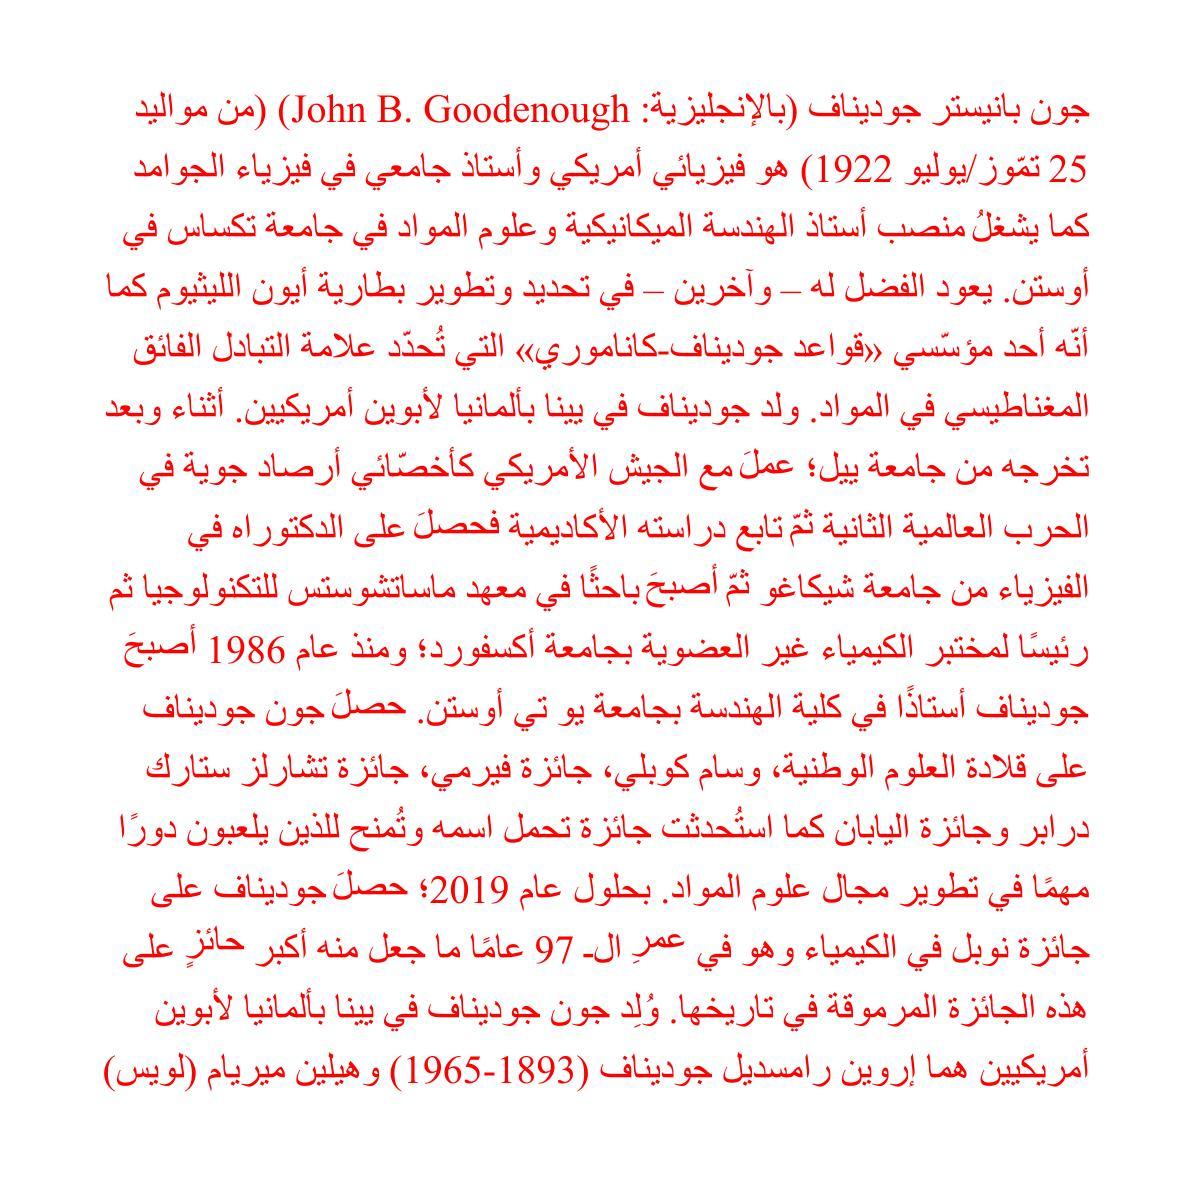 جون بانيستر جوديناف (بالإنجليزية: John B. Goodenough) (من مواليد
25 تمّوز/يوليو 1922) هو فيزيائي أمريكي وأستاذ جامعي في فيزياء الجوامد
كما يشغلُ منصب أستاذ الهندسة الميكانيكية وعلوم المواد في جامعة تكساس في
أوستن. يعود الفضل له – وآخرين – في تحديد وتطوير بطارية أيون الليثيوم كما
أنّه أحد مؤسّسي «قواعد جوديناف-كاناموري» التي تُحدّد علامة التبادل الفائق
المغناطيسي في المواد. ولد جوديناف في يينا بألمانيا لأبوين أمريكيين. أثناء وبعد
تخرجه من جامعة ييل؛ عملَ مع الجيش الأمريكي كأخصّائي أرصاد جوية في
الحرب العالمية الثانية ثمّ تابع دراسته الأكاديمية فحصلَ على الدكتوراه في
الفيزياء من جامعة شيكاغو ثمّ أصبحَ باحثًا في معهد ماساتشوستس للتكنولوجيا ثم
رئيسًا لمختبر الكيمياء غير العضوية بجامعة أكسفورد؛ ومنذ عام 1986 أصبحَ
جوديناف أستاذًا في كلية الهندسة بجامعة يو تي أوستن. حصلَ جون جوديناف
على قلادة العلوم الوطنية، وسام كوبلي، جائزة فيرمي، جائزة تشارلز ستارك
درابر وجائزة اليابان كما استُحدثت جائزة تحمل اسمه وتُمنح للذين يلعبون دورًا
مهمًا في تطوير مجال علوم المواد. بحلول عام 2019؛ حصلَ جوديناف على
جائزة نوبل في الكيمياء وهو في عمرِ الـ 97 عامًا ما جعل منه أكبر حائزٍ على
هذه الجائزة المرموقة في تاريخها. وُلِد جون جوديناف في يينا بألمانيا لأبوين
أمريكيين هما إروين رامسديل جوديناف (1893-1965) وهيلين ميريام (لويس)